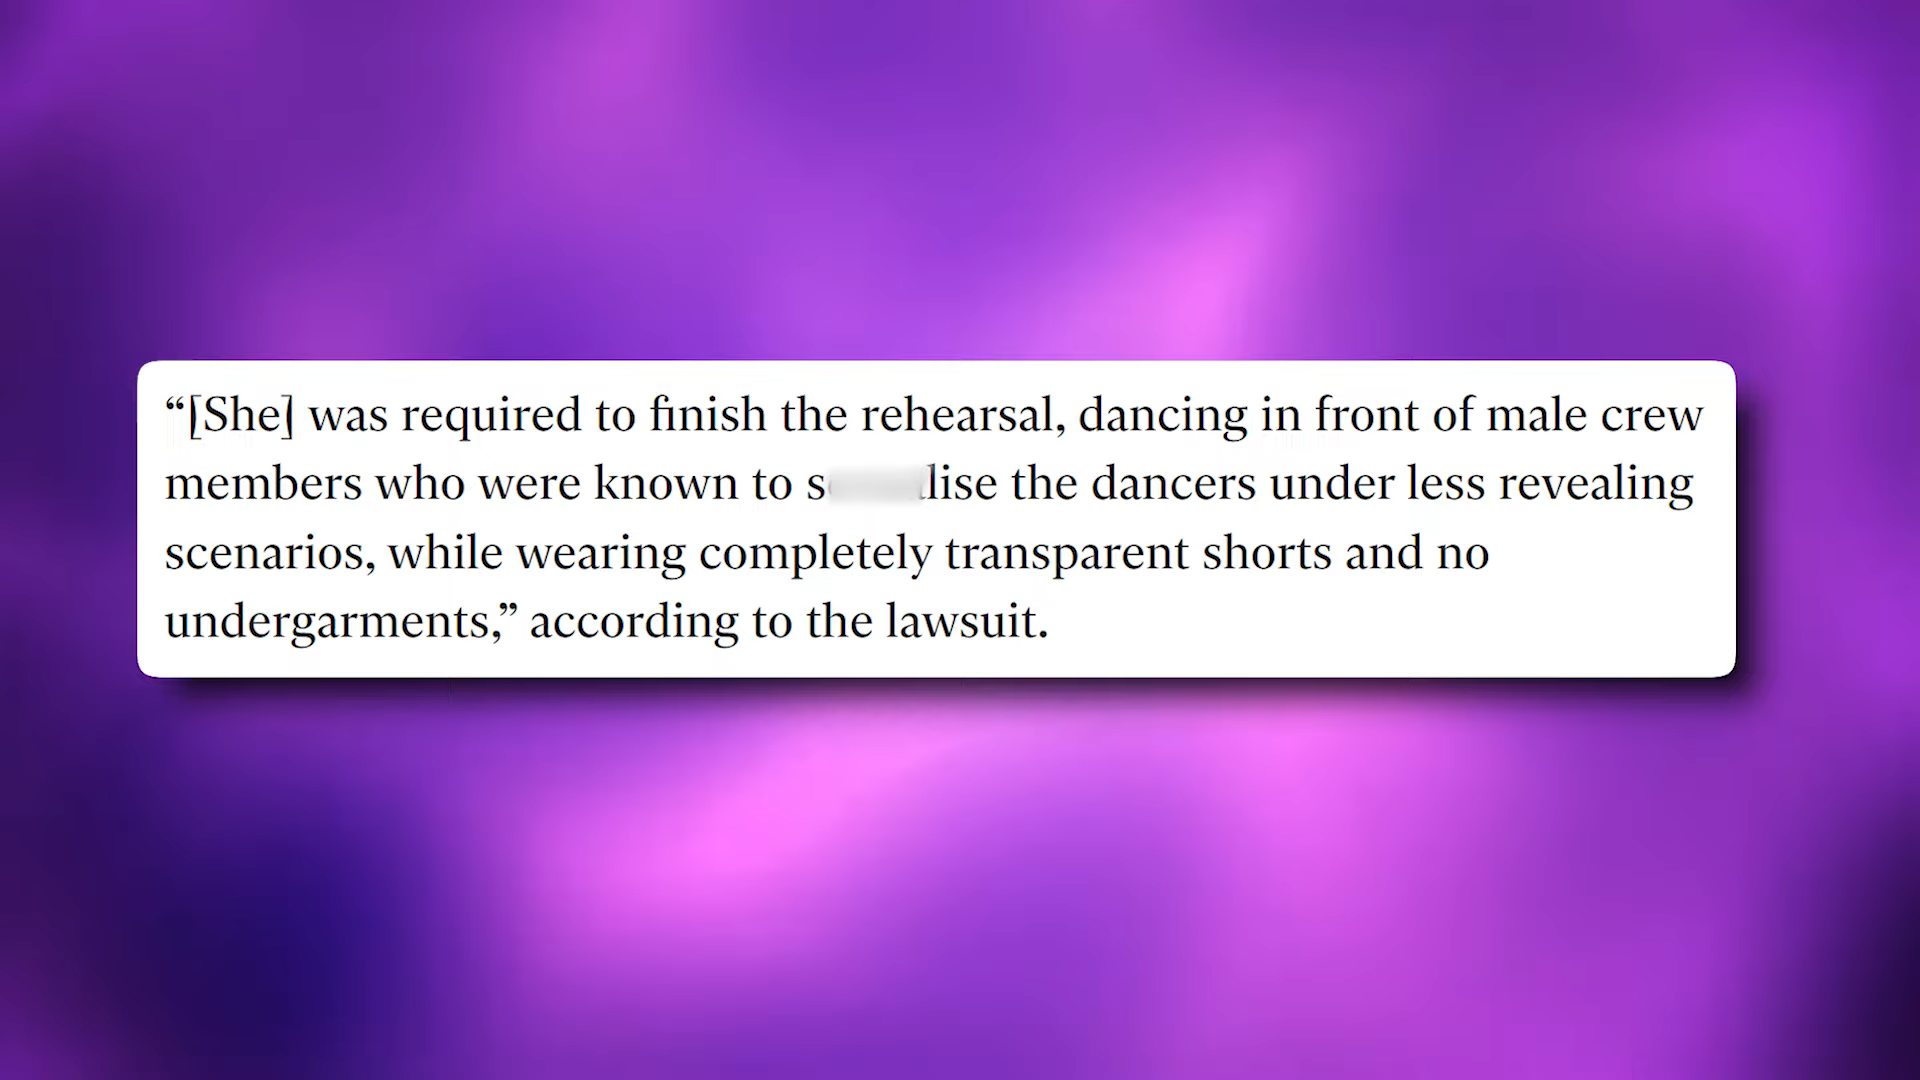 “[She] was required to finish the rehearsal, dancing in front of male crew
members who were known to the dancers under less revealing
scenarios, while wearing completely transparent shorts and no
undergarments,” according to the lawsuit.